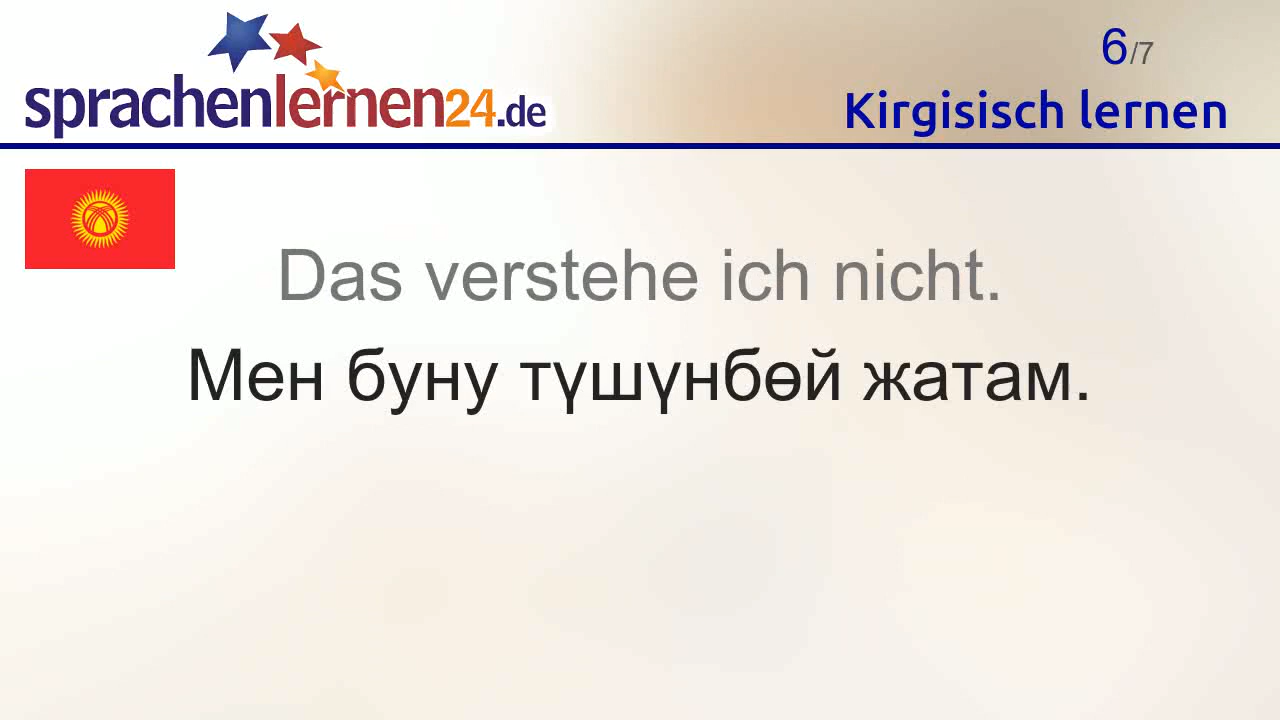 sprachenlernen24.de
6/7
Kirgisisch lernen
Das verstehe ich nicht.
Мен буну түшүнбөй жатам.